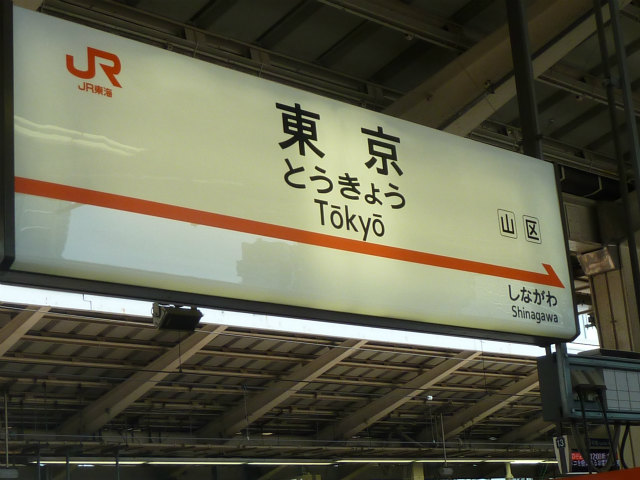 JR
JR東海
東京
とうきょう
Tōkyō
山 区
しながわ
Shinagawa
13